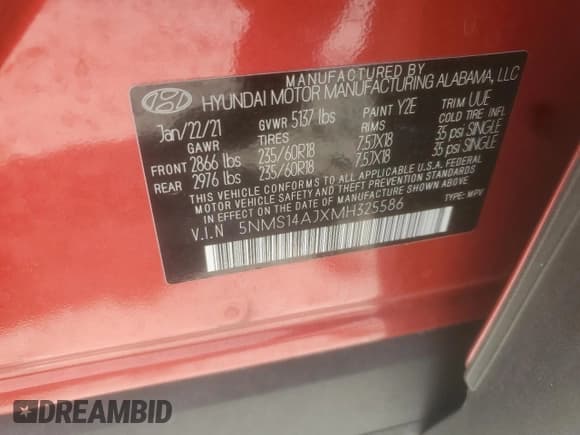 MANUFACTURED BY
HYUNDAI MOTOR MANUFACTURING ALABAMA, LLC
Jan/22/21 GVWR 5137 lbs PAINT Y2E TRIM UUE
GAWR TIRES RIMS COLD TIRE INFL
FRONT 2866 lbs 235/60R18 7.5JX18 35 psi SINGLE
REAR 2976 lbs 235/60R18 7.5JX18 35 psi SINGLE
THIS VEHICLE CONFORMS TO ALL APPLICABLE U.S.A. FEDERAL
MOTOR VEHICLE SAFETY STANDARDS IN EFFECT ON
THE DATE OF MANUFACTURE SHOWN ABOVE.
V.I.N 5NMS14AJXMH325586 TYPE: MPV
DREAMBID